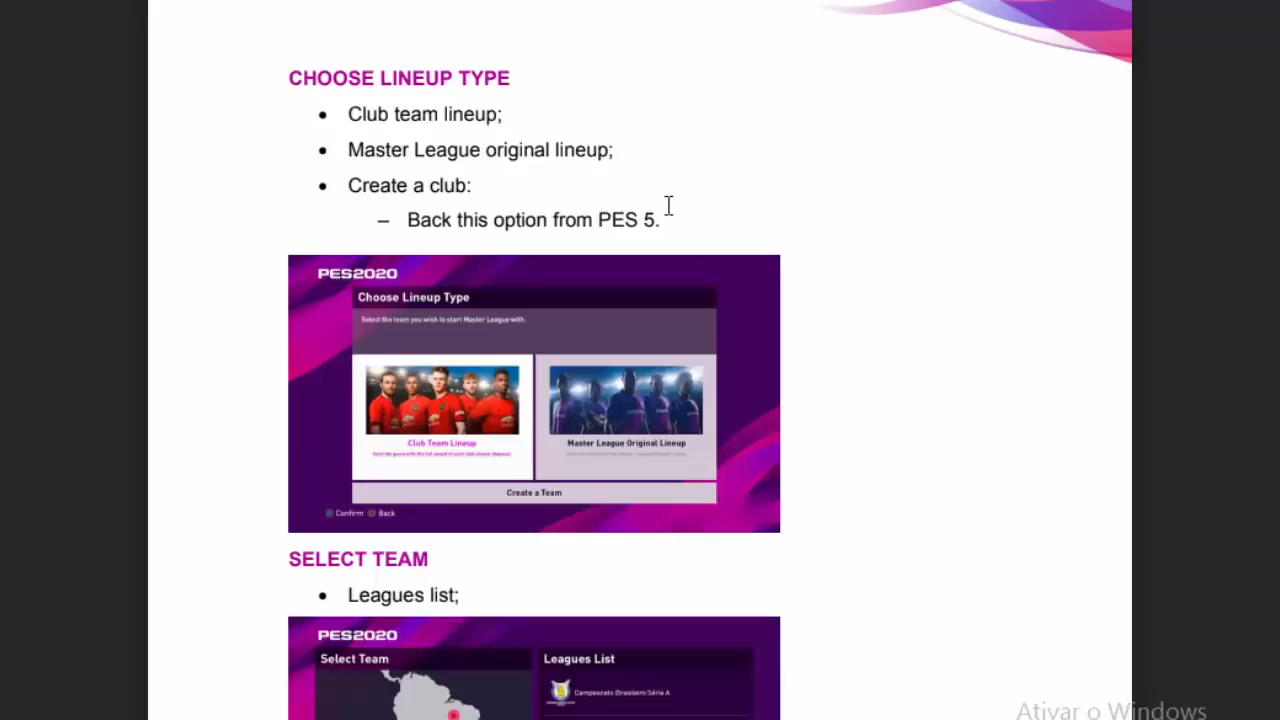 CHOOSE LINEUP TYPE
• Club team lineup;
• Master League original lineup;
• Create a club:
– Back this option from PES 5.
PES2020
Choose Lineup Type
Select the team you wish to start Master League with.
Club Team Lineup
Master League Original Lineup
Create a Team
Confirm Back
SELECT TEAM
• Leagues list;
PES2020
Select Team
Leagues List
Campeonato Brasileiro Série A
Ativar o Windows